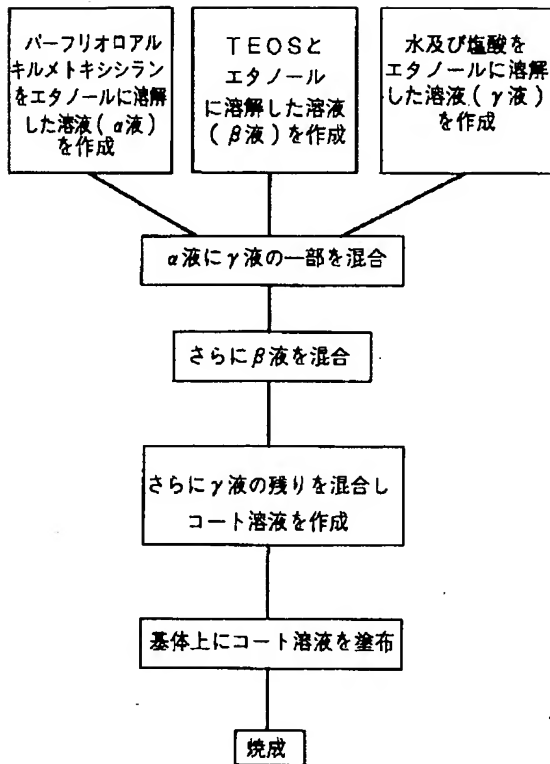 パーフリオロアル
キルメトキシシラン
をエタノールに溶解
した溶液(α液)
を作成
TEOSと
エタノール
に溶解した溶液
(β液)を作成
水及び塩酸を
エタノールに溶解
した溶液(γ液)
を作成
α液にγ液の一部を混合
さらにβ液を混合
さらにγ液の残りを混合し
コート溶液を作成
基体上にコート溶液を塗布
焼成